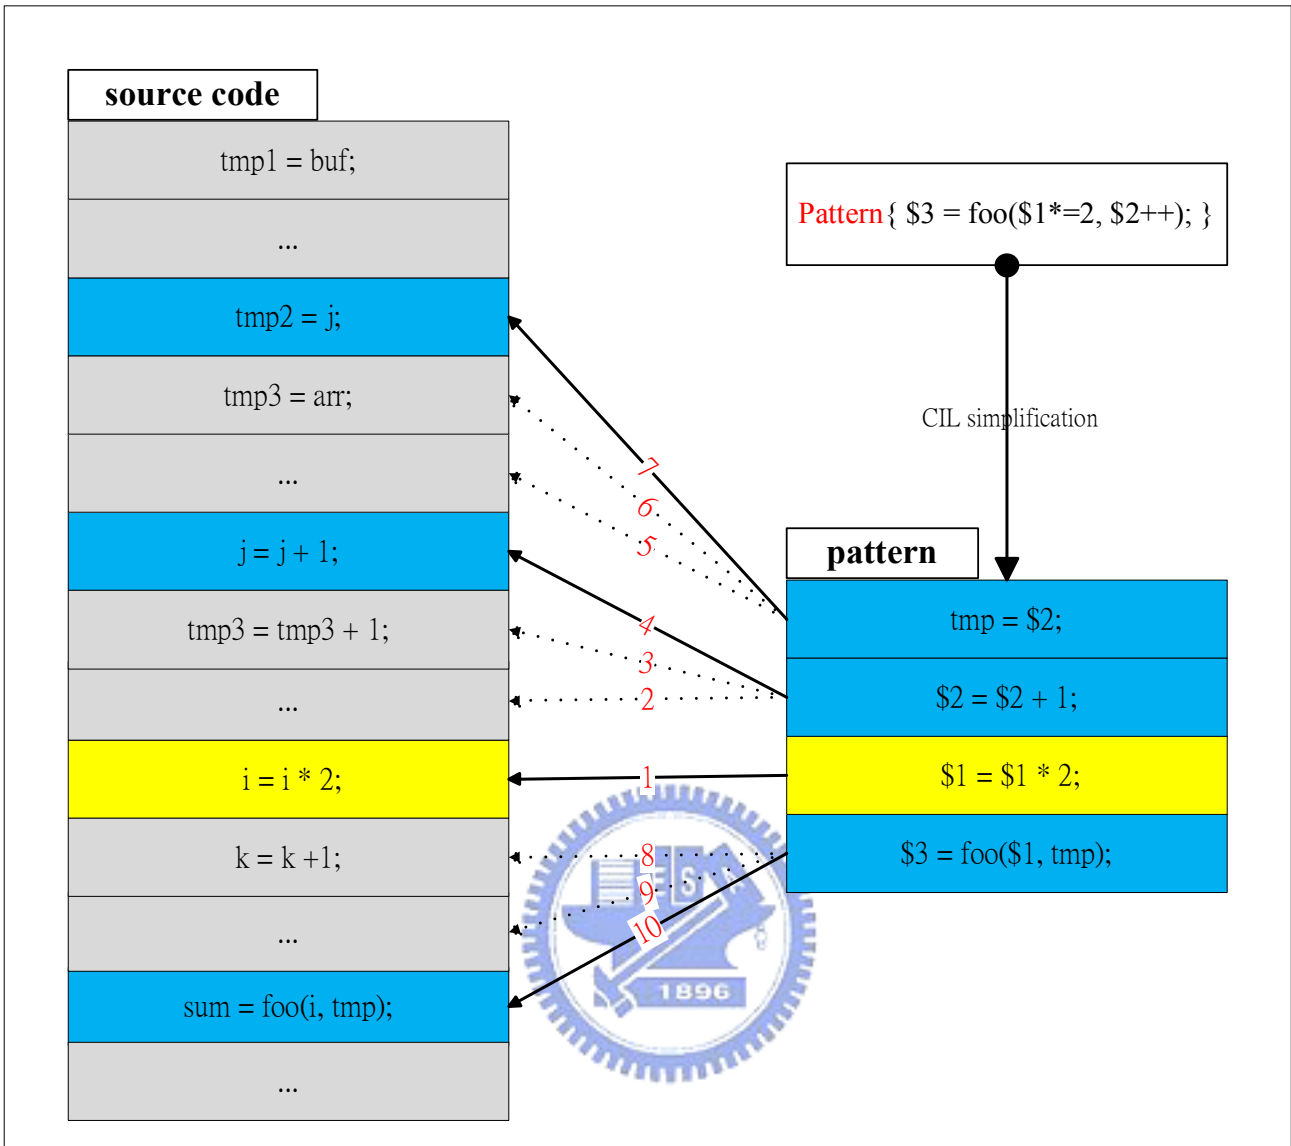 source code
tmp1 = buf;
...
tmp2 = j;
tmp3 = arr;
...
j = j + 1;
tmp3 = tmp3 + 1;
...
i = i * 2;
k = k +1;
...
sum = foo(i, tmp);
...
7
6
5
4
3
2
1
8
9
10
Pattern{ $3 = foo($1*=2, $2++); }
CIL simplification
pattern
tmp = $2;
$2 = $2 + 1;
$1 = $1 * 2;
$3 = foo($1, tmp);
1896